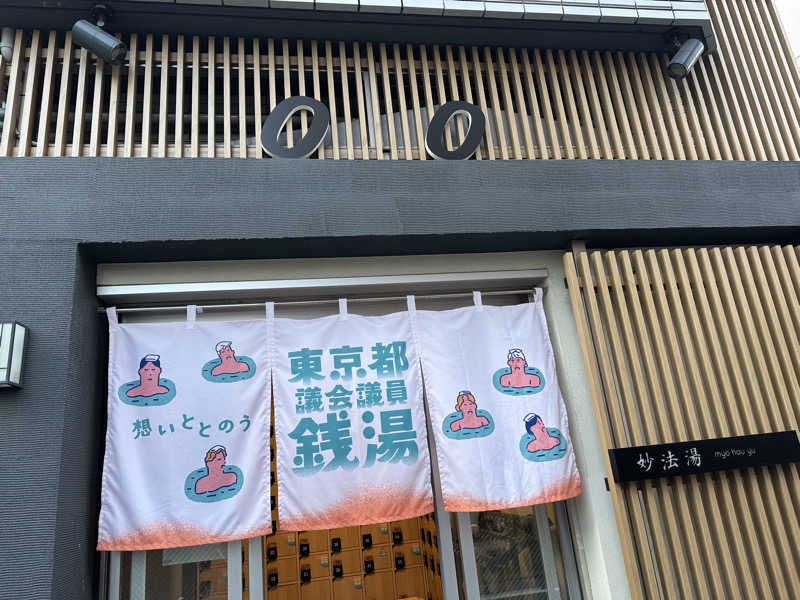 想いととのう
東京都
議会議員
銭湯
妙法湯 myo hou yu